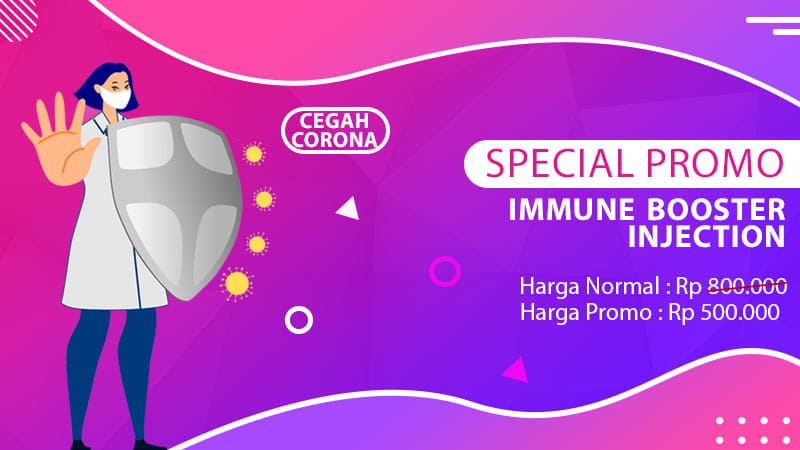 CEGAH
CORONA
SPECIAL PROMO
IMMUNE BOOSTER
INJECTION
Harga Normal : Rp 800.000
Harga Promo : Rp 500.000